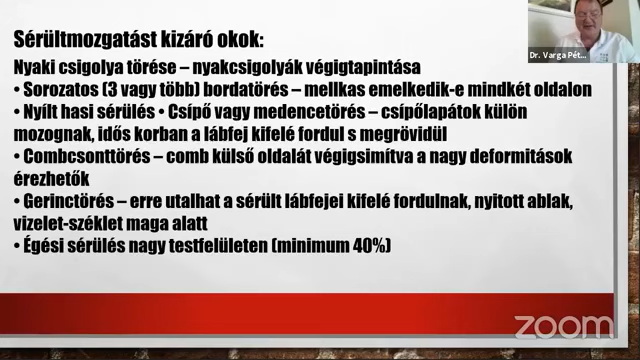 Dr. Varga Pét...
Sérültmozgatást kizáró okok:
Nyaki csigolya törése – nyakcsigolyák végigtapintása
• Sorozatos (3 vagy több) bordatörés – mellkas emelkedik-e mindkét oldalon
• Nyílt hasi sérülés • Csípő vagy medencetörés – csípőlapátok külön
mozognak, idős korban a lábfej kifelé fordul s megrövidül
• Combcsonttörés – comb külső oldalát végigsimítva a nagy deformitások
érezhetők
• Gerinctörés – erre utalhat a sérült lábfejei kifelé fordulnak, nyitott ablak,
vizelet-széklet maga alatt
• Égési sérülés nagy testfelületen (minimum 40%)
zoom